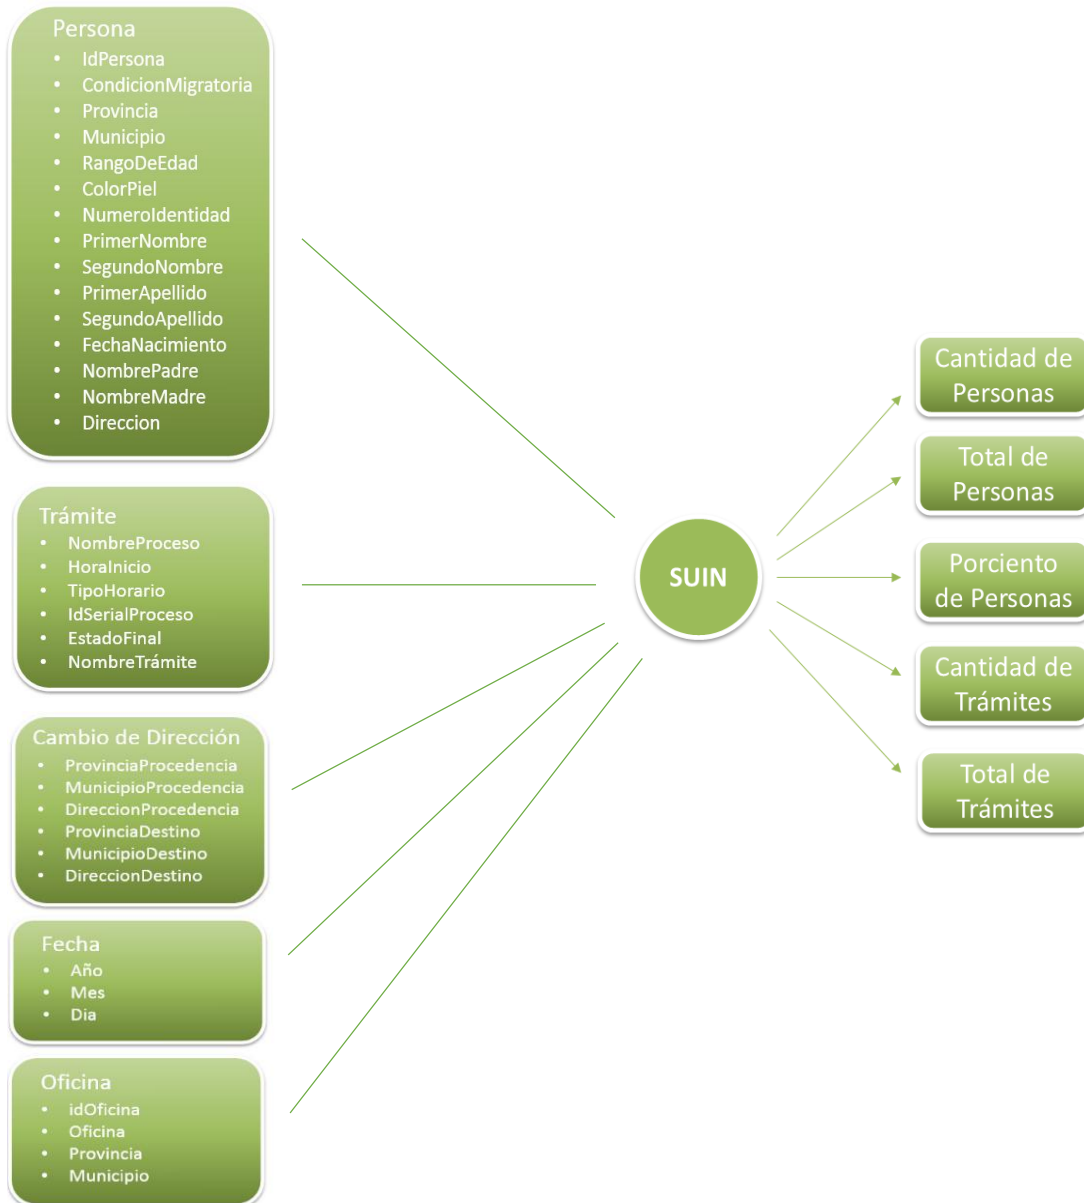 Persona
• IdPersona
• CondicionMigratoria
• Provincia
• Municipio
• RangoDeEdad
• ColorPiel
• NumeroIdentidad
• PrimerNombre
• SegundoNombre
• PrimerApellido
• SegundoApellido
• FechaNacimiento
• NombrePadre
• NombreMadre
• Direccion
Trámite
• NombreProceso
• HoraInicio
• TipoHorario
• IdSerialProceso
• EstadoFinal
• NombreTrámite
Cambio de Dirección
• ProvinciaProcedencia
• MunicipioProcedencia
• DireccionProcedencia
• ProvinciaDestino
• MunicipioDestino
• DireccionDestino
Fecha
• Año
• Mes
• Dia
Oficina
• idOficina
• Oficina
• Provincia
• Municipio
SUIN
Cantidad de
Personas
Total de
Personas
Porciento
de Personas
Cantidad de
Trámites
Total de
Trámites